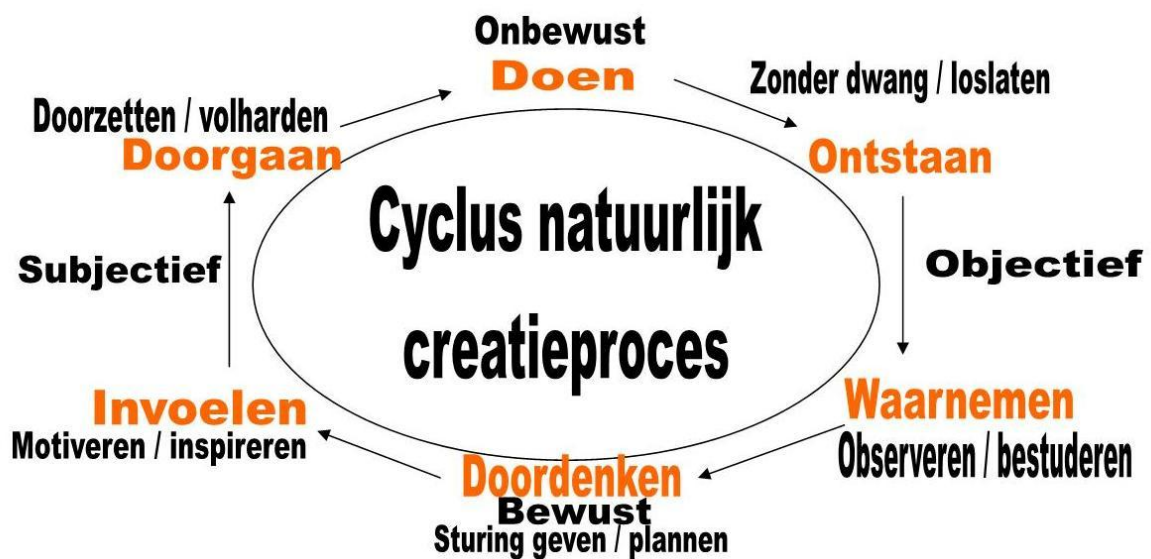 Onbewust
Doen
Zonder dwang / loslaten
Doorzetten / volharden
Doorgaan
Ontstaan
Cyclus natuurlijk
creatieproces
Subjectief
Objectief
Invoelen
Motiveren / inspireren
Waarnemen
Observeren / bestuderen
Doordenken
Bewust
Sturing geven / plannen